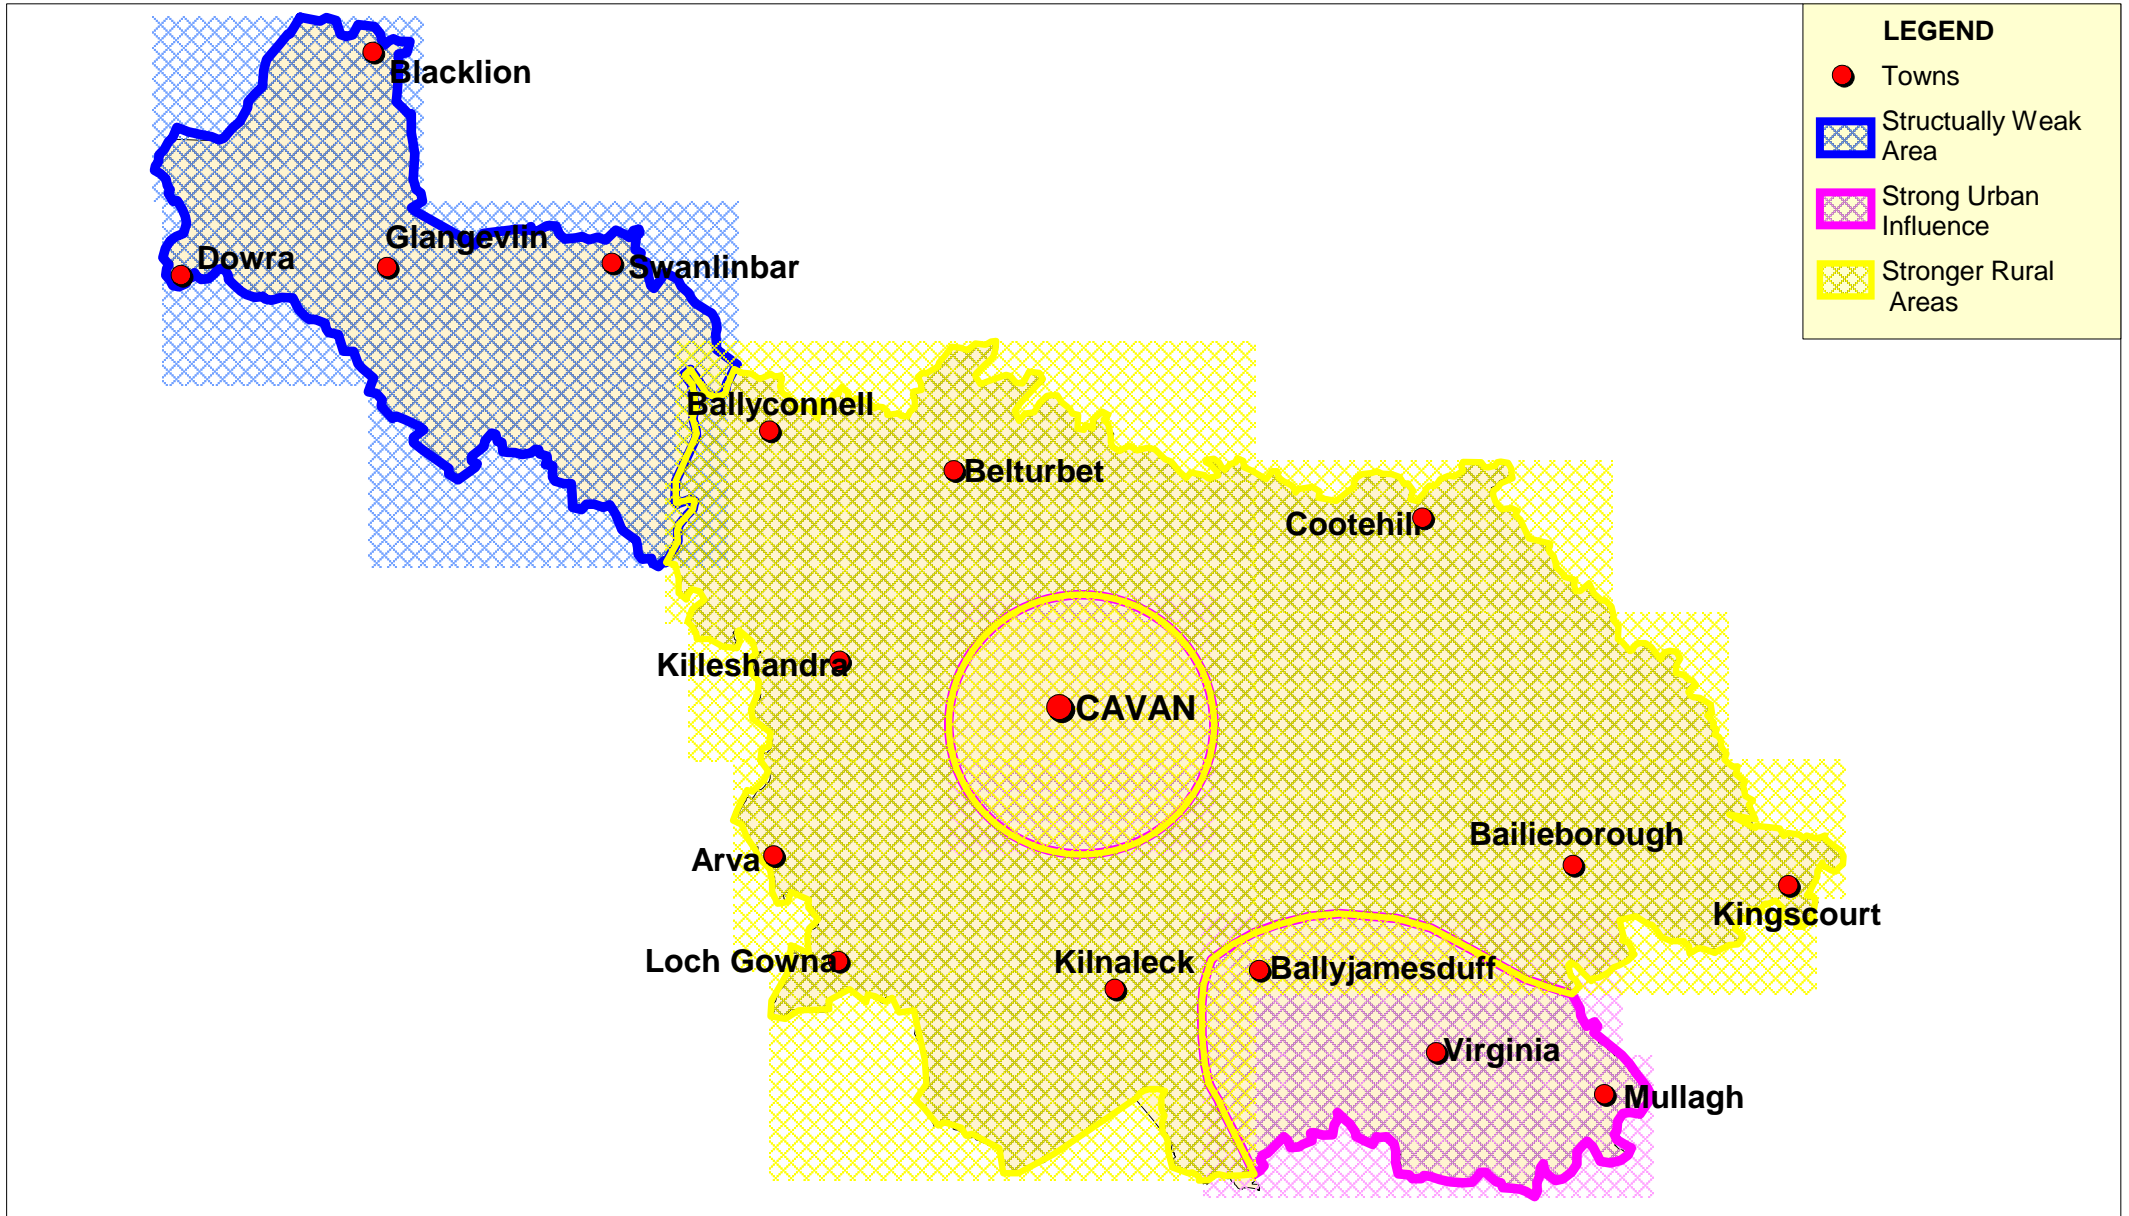 LEGEND
Towns
Structually Weak
Area
Strong Urban
Influence
Stronger Rural
Areas
Blacklion
Glangevlin
Dowra
Swanlinbar
Ballyconnell
Belturbet
Cootehill
Killeshandra
CAVAN
Bailieborough
Arva
Kingscourt
Loch Gowna
Kilnaleck
Ballyjamesduff
Virginia
Mullagh